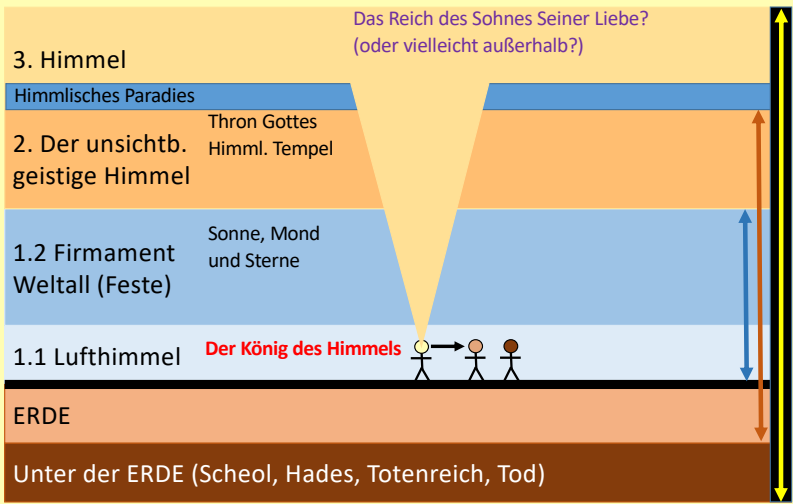 Das Reich des Sohnes Seiner Liebe?
(oder vielleicht außerhalb?)
3. Himmel
Himmlisches Paradies
2. Der unsichtb.
geistige Himmel
Thron Gottes
Himml. Tempel
1.2 Firmament
Weltall (Feste)
Sonne, Mond
und Sterne
1.1 Lufthimmel
Der König des Himmels
ERDE
Unter der ERDE (Scheol, Hades, Totenreich, Tod)